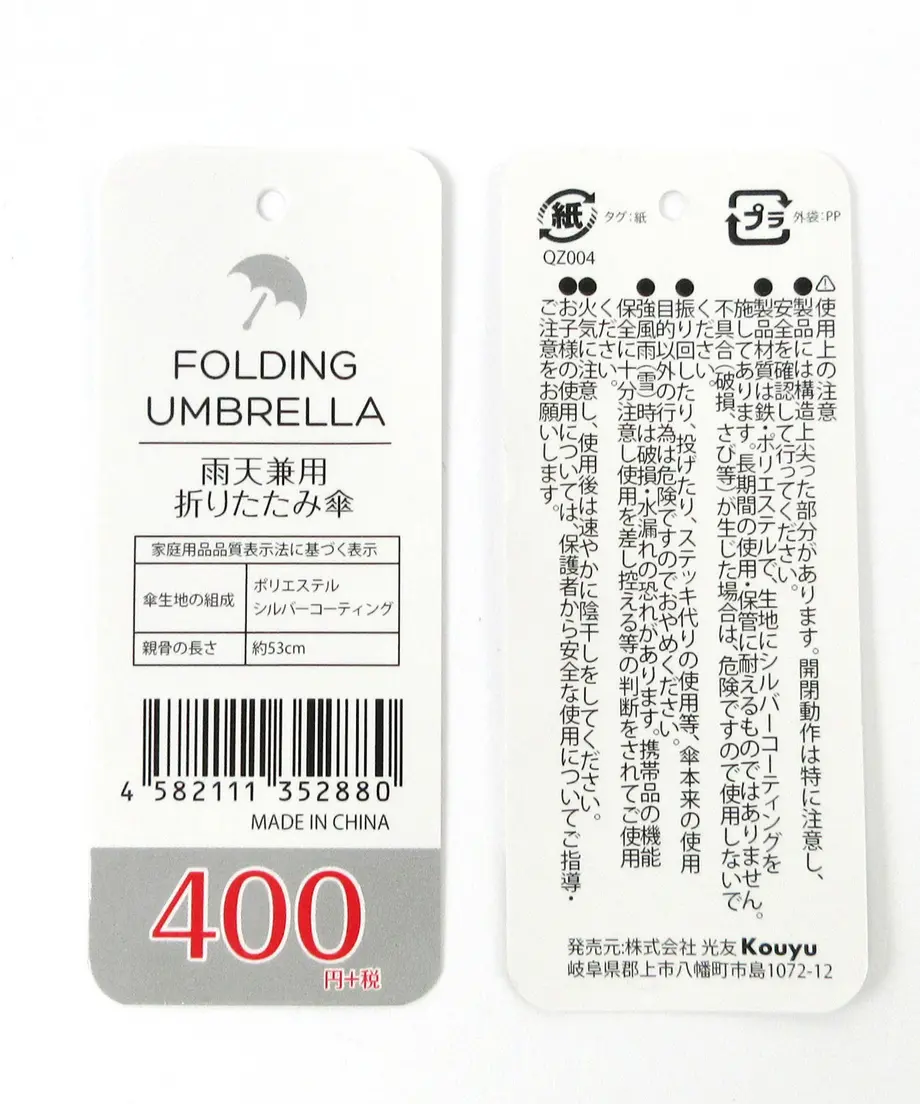 FOLDING
UMBRELLA
雨天兼用
折りたたみ傘
家庭用品品質表示法に基づく表示
傘生地の組成
ポリエステル
シルバーコーティング
親骨の長さ
約53cm
4 582111 352880
MADE IN CHINA
400
円+税
紙
タグ:紙
プラ
外袋:PP
QZ004
⚠使用上の注意
●製品には構造上尖った部分があります。開閉動作は特に注意し、
安全を確認して行ってください。
●製品材質は鉄・ポリエステルで、生地にシルバーコーティングを
施してあります。長期間の使用・保管に耐えるものではありません。
不具合(破損、さび等)が生じた場合は、危険ですので使用しないで
ください。
●振り回したり、投げたり、ステッキ代りの使用等、傘本来の使用
目的以外の行為は危険ですのでおやめください。
●強風雨(雪)時は破損・水漏れの恐れがあります。携帯品の機能
保全に十分注意し使用を差し控える等の判断をされてご使用
ください。
●火気に注意し、使用後は速やかに陰干しをしてください。
●お子様の使用については、保護者から安全な使用についてご指導・
ご注意をお願いします。
発売元:株式会社 光友 Kouyu
岐阜県郡上市八幡町市島1072-12